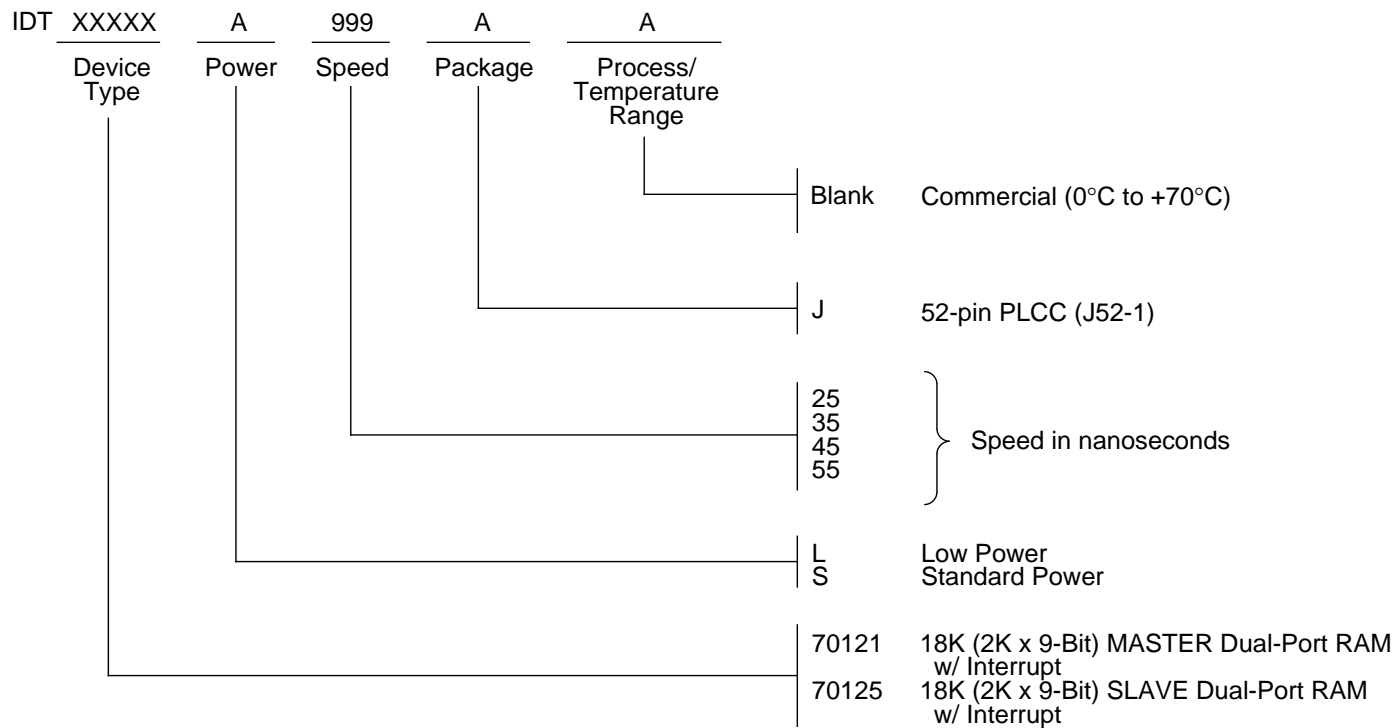 IDT XXXXX A 999 A A
Device Type
Power
Speed
Package
Process/
Temperature
Range
Blank Commercial (0°C to +70°C)
J 52-pin PLCC (J52-1)
25
35
45
55
Speed in nanoseconds
L Low Power
S Standard Power
70121 18K (2K x 9-Bit) MASTER Dual-Port RAM
w/ Interrupt
70125 18K (2K x 9-Bit) SLAVE Dual-Port RAM
w/ Interrupt